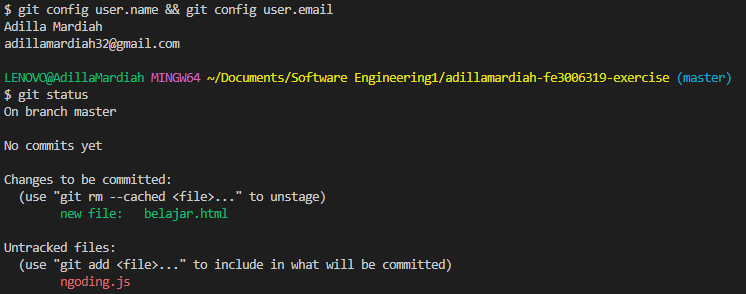 $ git config user.name && git config user.email
Adilla Mardiah
adillamardiah32@gmail.com
LENOVO@AdillaMardiah MINGW64 ~/Documents/Software Engineering1/adillamardiah-fe3006319-exercise (master)
$ git status
On branch master
No commits yet
Changes to be committed:
(use "git rm --cached <file>..." to unstage)
new file: belajar.html
Untracked files:
(use "git add <file>..." to include in what will be committed)
ngoding.js